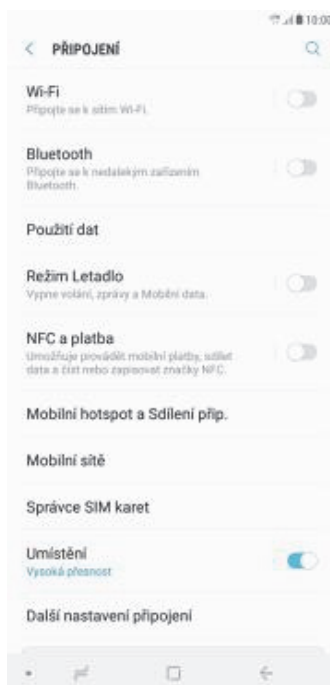 10:00
PŘIPOJENÍ
Wi-Fi
Připojte se k sítím Wi-Fi.
Bluetooth
Připojte se k nedalekým zařízením
Bluetooth.
Použití dat
Režim Letadlo
Vypne volání, zprávy a Mobilní data.
NFC a platba
Umožňuje provádět mobilní platby, sdílet
data a číst nebo zapisovat značky NFC.
Mobilní hotspot a Sdílení přip.
Mobilní sítě
Správce SIM karet
Umístění
Vysoká přesnost
Další nastavení připojení